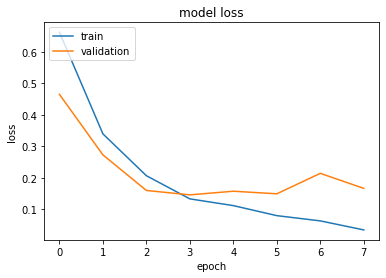 model loss
train
validation
loss
0.6
0.5
0.4
0.3
0.2
0.1
0 1 2 3 4 5 6 7
epoch